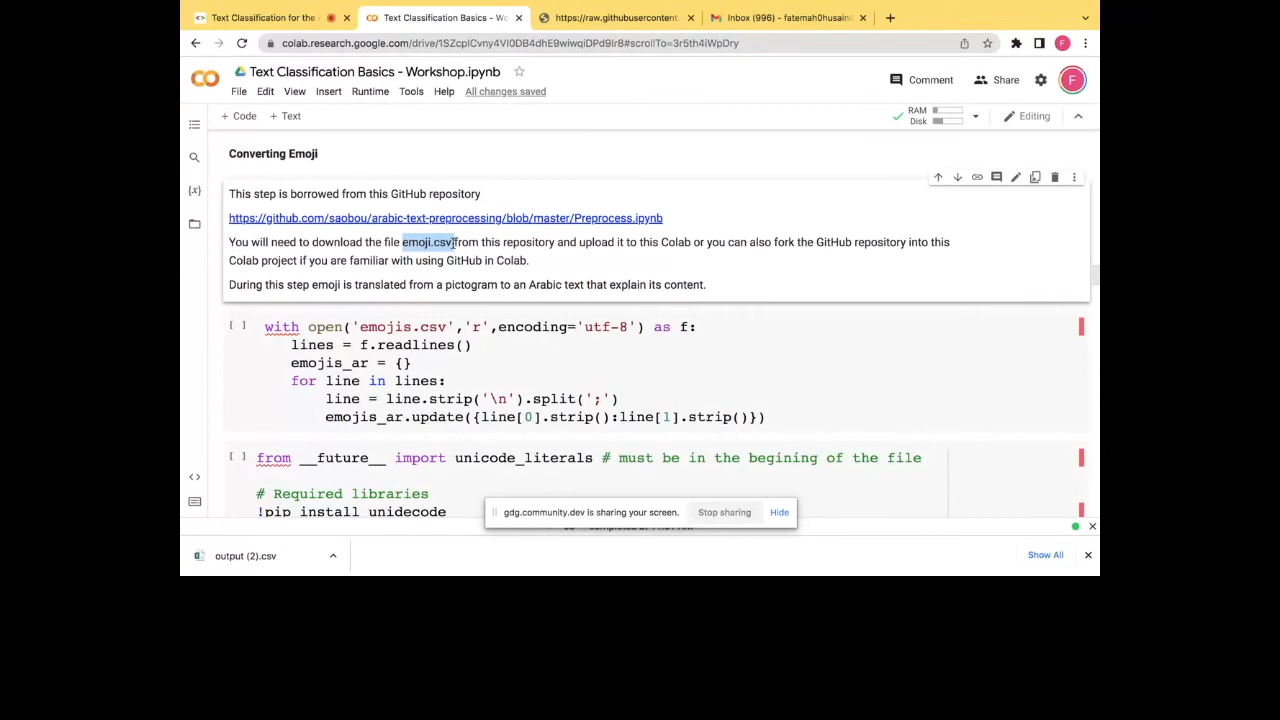 Text Classification for the
Text Classification Basics - Wo
https://raw.githubusercontent.
Inbox (996) - fatemah0husain
colab.research.google.com/drive/1SZcpICvny4VI0DB4dhE9wiwqiDPd9Ir8#scrollTo=3r5th4iWpDry
F
Text Classification Basics - Workshop.ipynb
Comment
Share
F
File Edit View Insert Runtime Tools Help All changes saved
+ Code + Text
RAM
Disk
Editing
Converting Emoji
This step is borrowed from this GitHub repository
https://github.com/saobou/arabic-text-preprocessing/blob/master/Preprocess.ipynb
You will need to download the file emoji.csv from this repository and upload it to this Colab or you can also fork the GitHub repository into this
Colab project if you are familiar with using GitHub in Colab.
During this step emoji is translated from a pictogram to an Arabic text that explain its content.
[ ] with open('emojis.csv','r',encoding='utf-8') as f:
lines = f.readlines()
emojis_ar = {}
for line in lines:
line = line.strip('\n').split(';')
emojis_ar.update({line[0].strip():line[1].strip()})
[ ] from __future__ import unicode_literals # must be in the begining of the file
# Required libraries
!pip install unidecode
gdg.community.dev is sharing your screen. Stop sharing Hide
output (2).csv
Show All